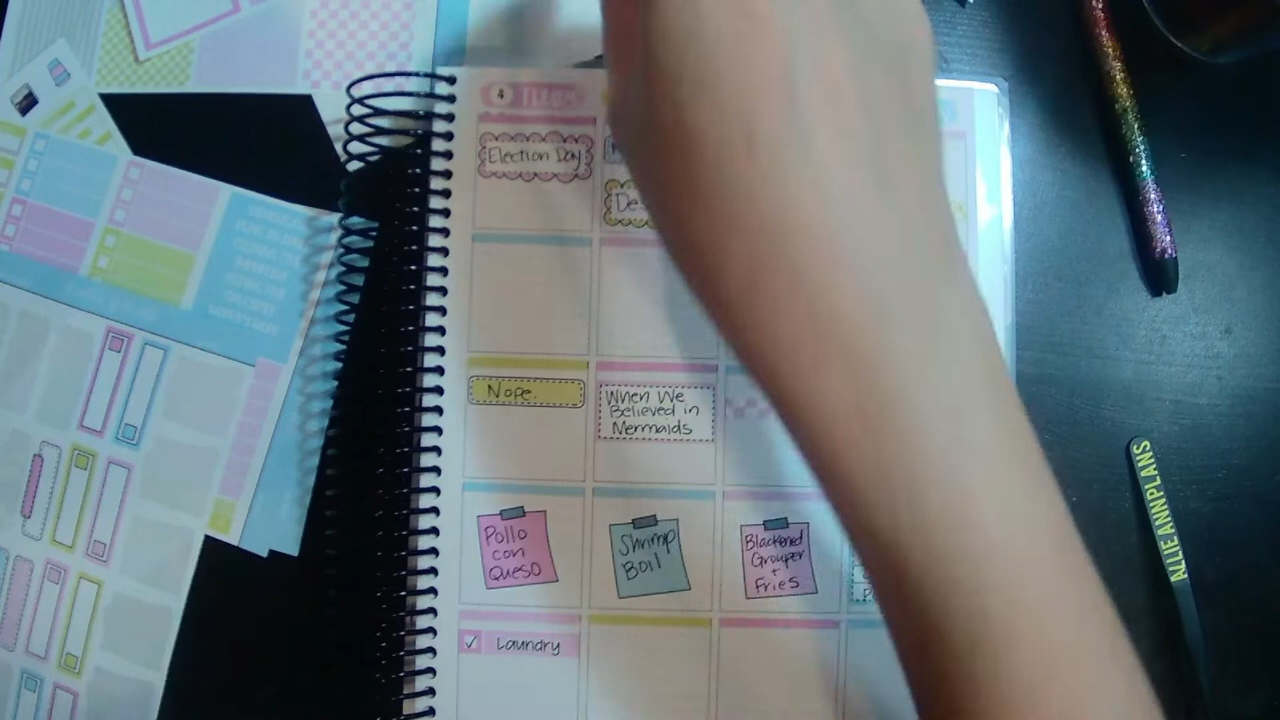 4
Election Day
De
Nope.
When We
Believed in
Mermaids
Pollo
con
Queso
Shrimp
Boil
Blackened
Grouper
+
Fries
Laundry
ALLIEANNPLANS